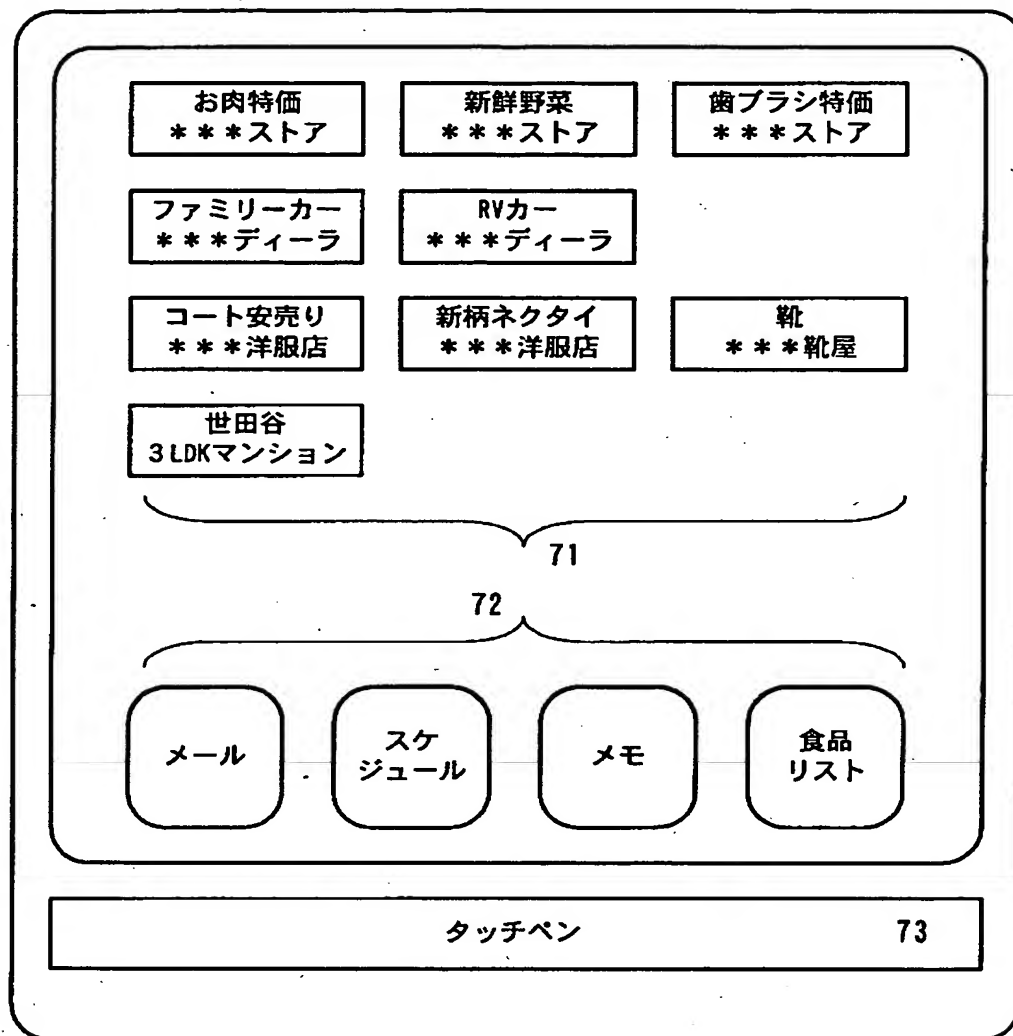 お肉特価
＊＊＊ストア
新鮮野菜
＊＊＊ストア
歯ブラシ特価
＊＊＊ストア
ファミリーカー
＊＊＊ディーラ
RVカー
＊＊＊ディーラ
コート安売り
＊＊＊洋服店
新柄ネクタイ
＊＊＊洋服店
靴
＊＊＊靴屋
世田谷
３LDKマンション
71
72
メール
スケ
ジュール
メモ
食品
リスト
タッチペン
73